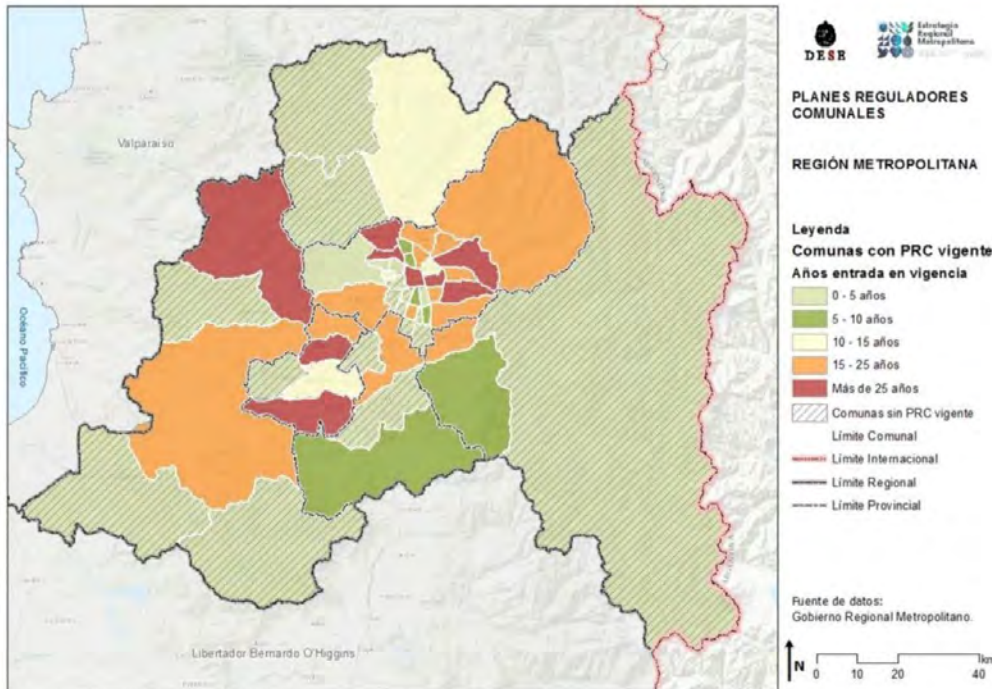 DESE
Estrategia
Regional
Metropolitana
PLANES REGULADORES
COMUNALES
REGIÓN METROPOLITANA
Leyenda
Comunas con PRC vigente
Años entrada en vigencia
0 - 5 años
5 - 10 años
10 - 15 años
15 - 25 años
Más de 25 años
Comunas sin PRC vigente
Límite Comunal
Límite Internacional
Límite Regional
Límite Provincial
Fuente de datos:
Gobierno Regional Metropolitano.
N
km
0 10 20 40
Valparaíso
Océano Pacífico
Libertador Bernardo O'Higgins